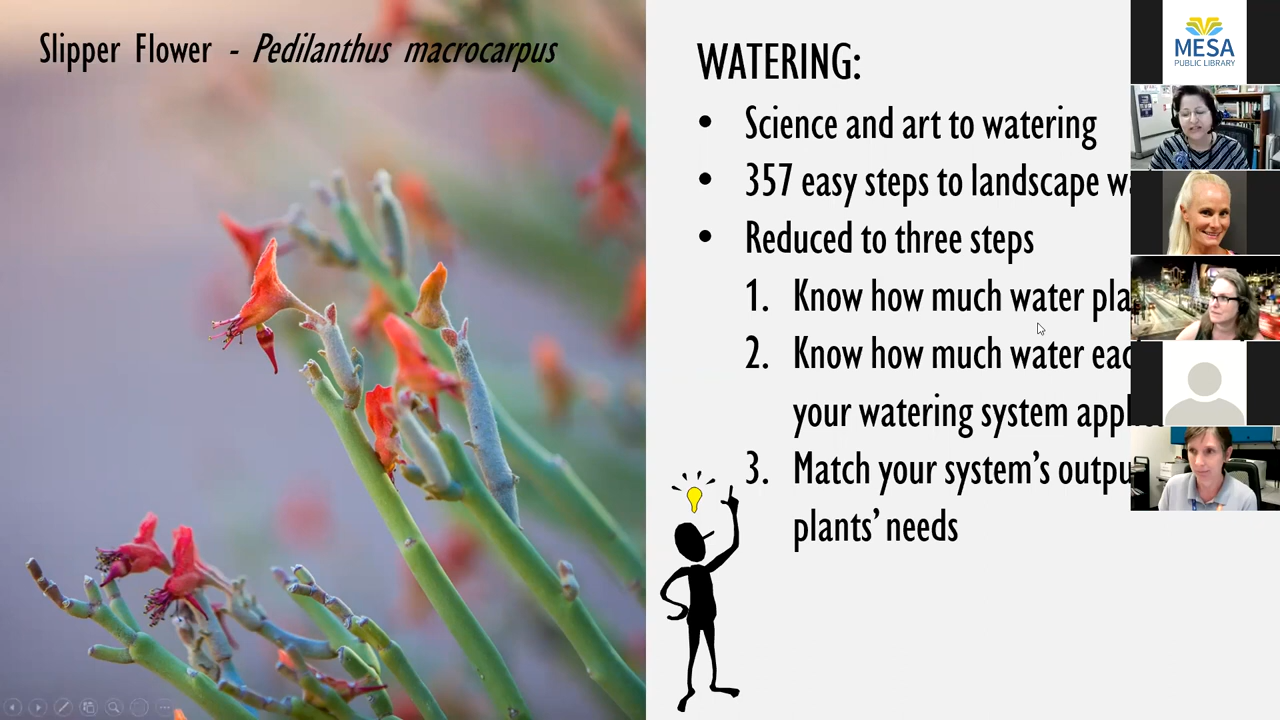 Slipper Flower - Pedilanthus macrocarpus
WATERING:
• Science and art to watering
• 357 easy steps to landscape
• Reduced to three steps
1. Know how much water
2. Know how much water
your watering system
3. Match your system's
plants' needs
MESA
PUBLIC LIBRARY